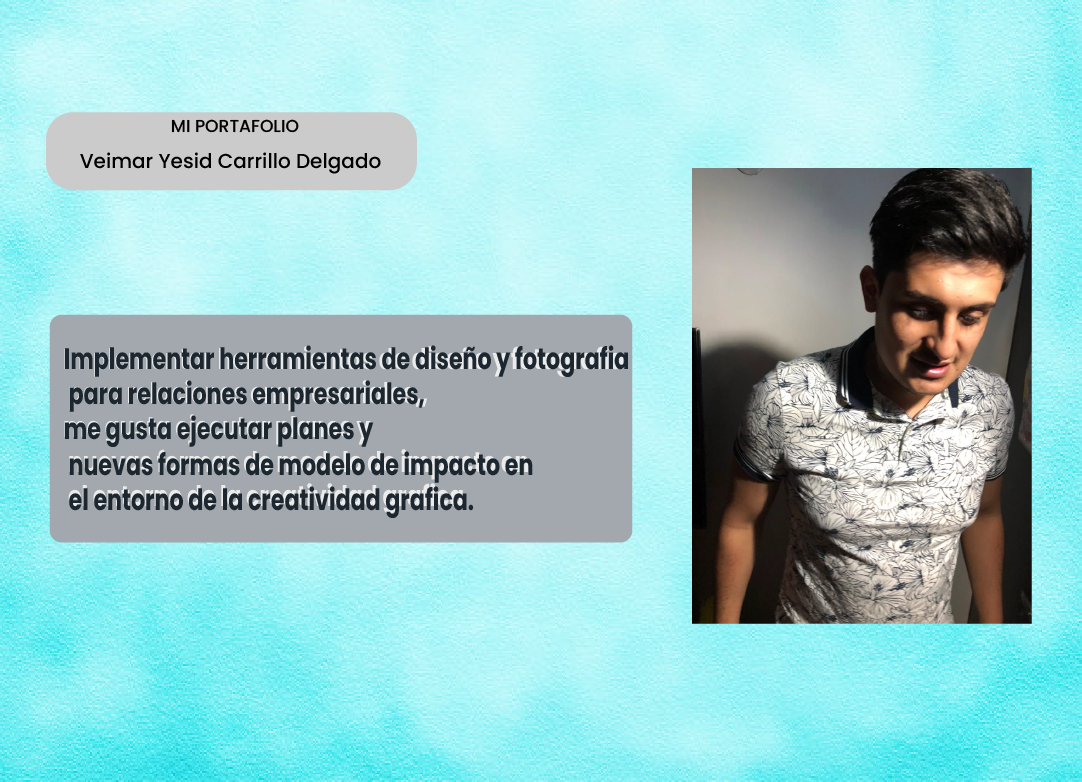 MI PORTAFOLIO
Veimar Yesid Carrillo Delgado
Implementar herramientas de diseño y fotografia
para relaciones empresariales,
me gusta ejecutar planes y
nuevas formas de modelo de impacto en
el entorno de la creatividad grafica.